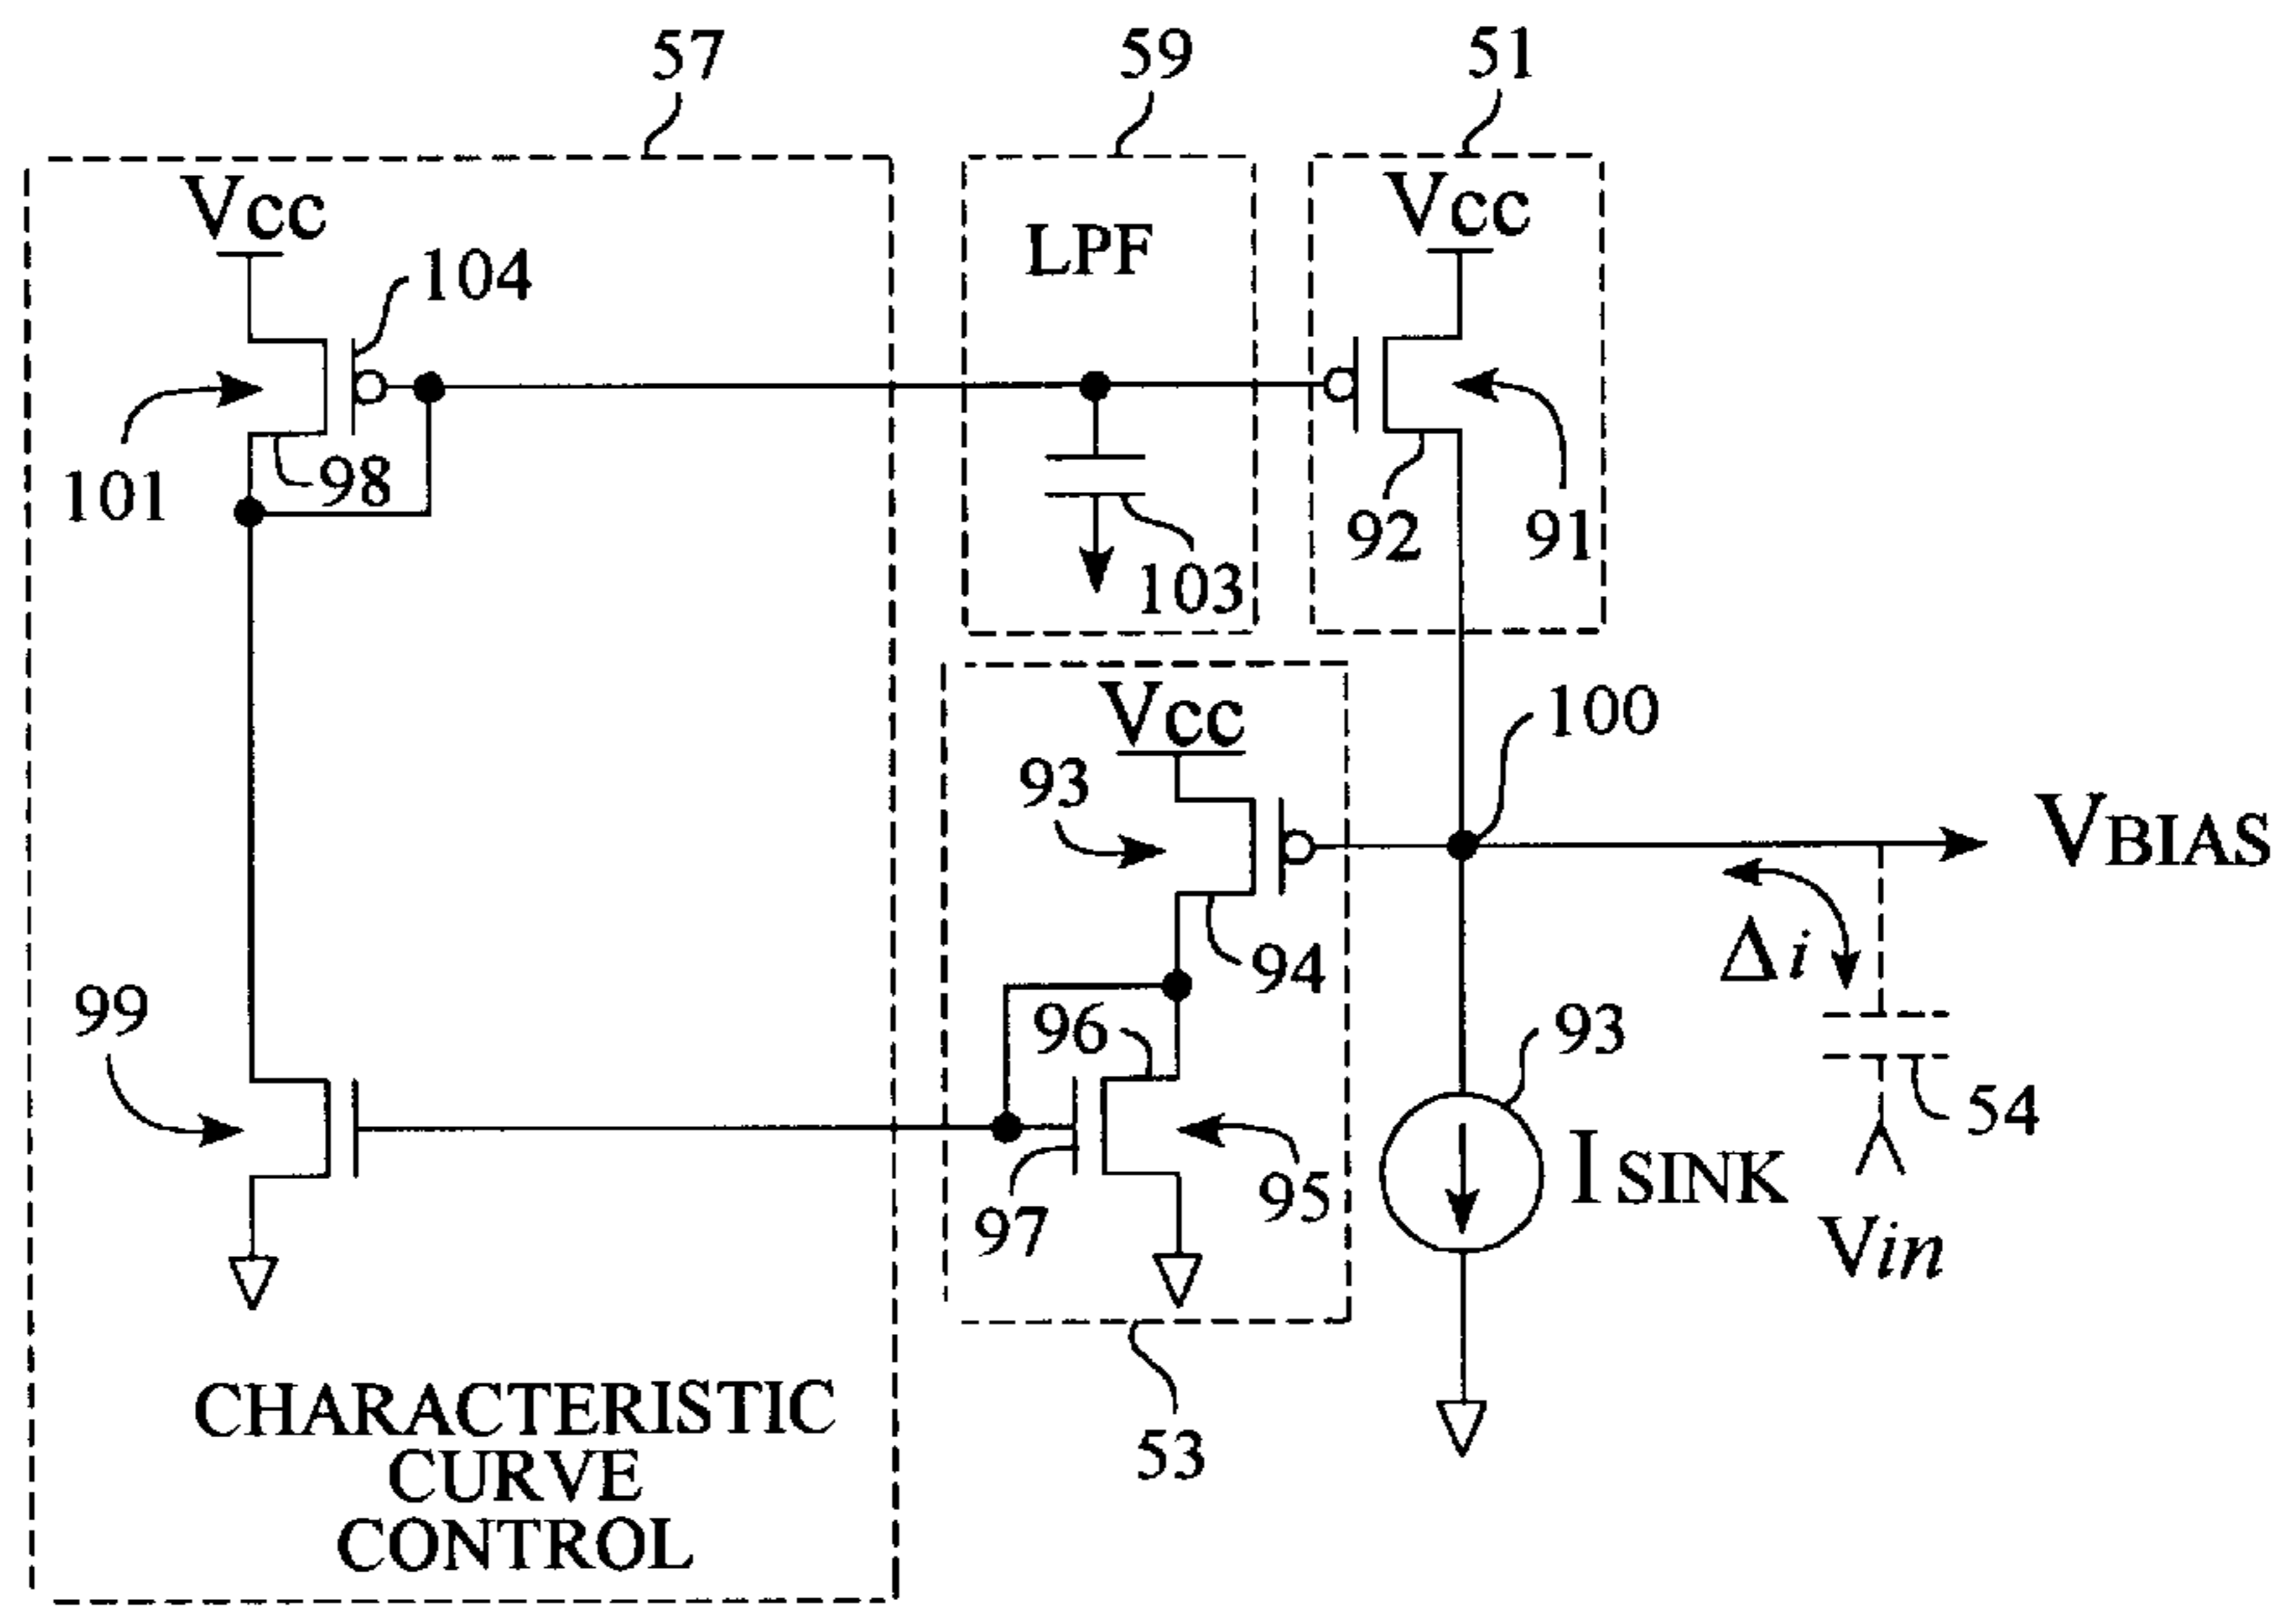 57
59
51
Vcc
LPF
Vcc
104
101
98
92
91
103
Vcc
100
93
VBIAS
94
Δi
99
96
93
54
97
95
ISINK
Vin
CHARACTERISTIC
CURVE
CONTROL
53